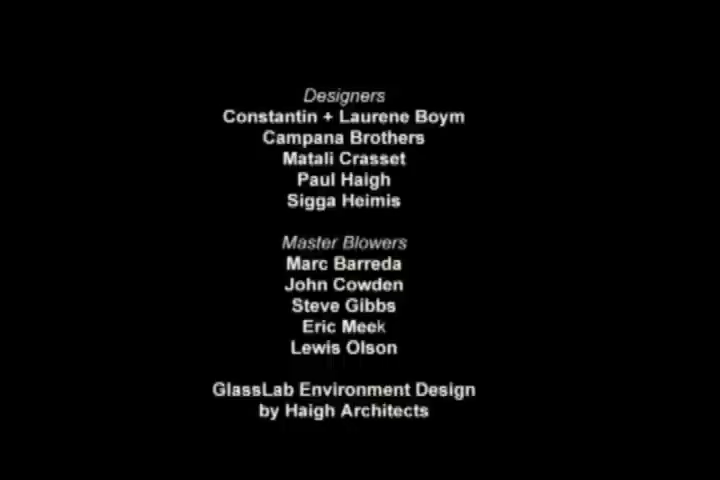 Designers
Constantin + Laurene Boym
Campana Brothers
Matali Crasset
Paul Haigh
Sigga Heimis
Master Blowers
Marc Barreda
John Cowden
Steve Gibbs
Eric Meek
Lewis Olson
GlassLab Environment Design
by Haigh Architects